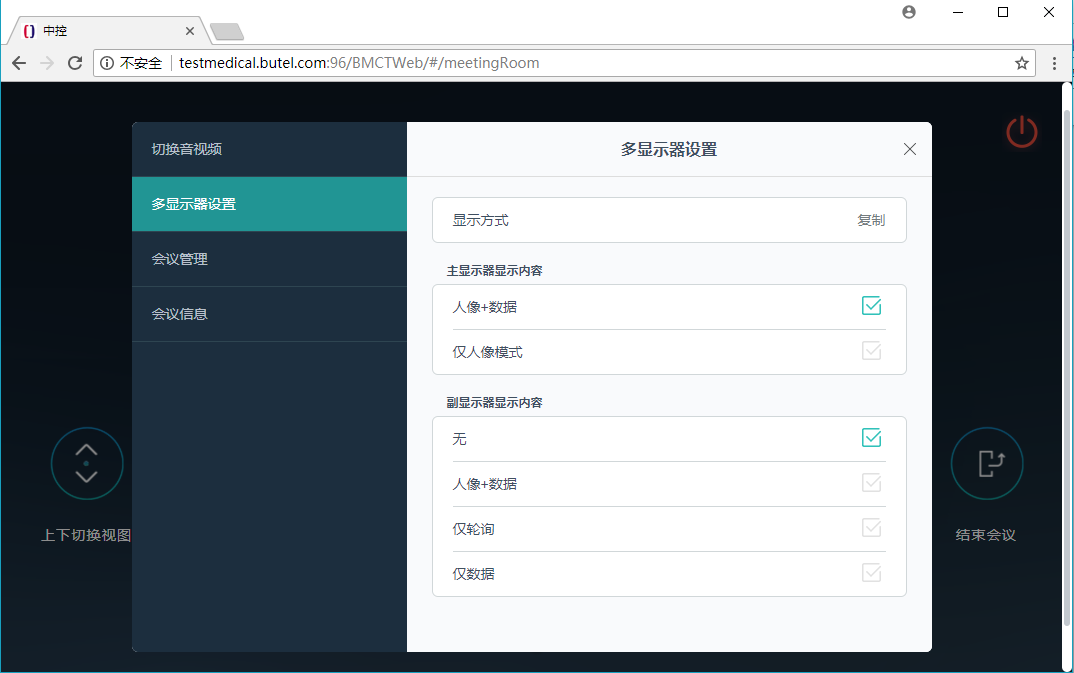 中控
不安全
testmedical.butel.com:96/BMCTWeb/#/meetingRoom
切换音视频
多显示器设置
会议管理
会议信息
多显示器设置
显示方式 复制
主显示器显示内容
人像+数据
仅人像模式
副显示器显示内容
无
人像+数据
仅轮询
仅数据
上下切换视图
结束会议